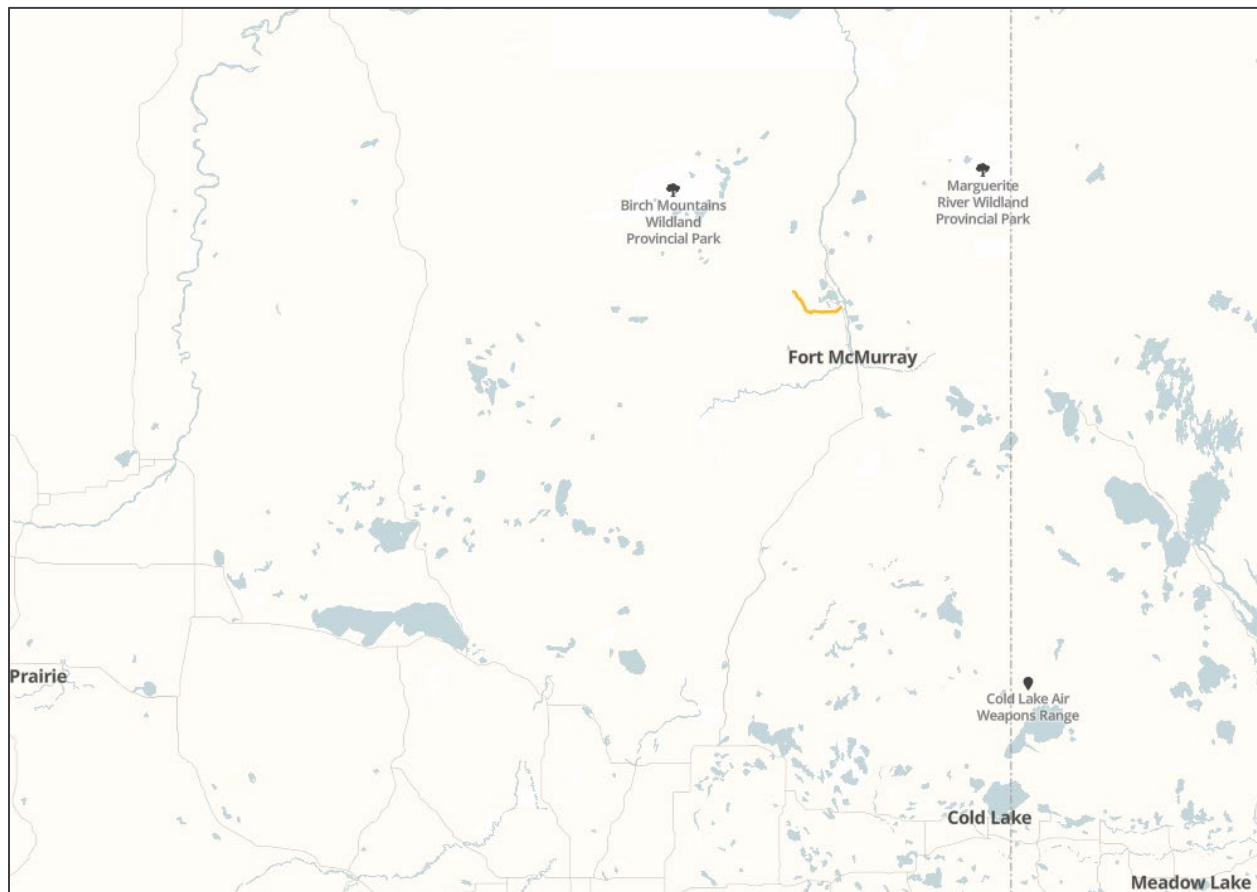 Birch Mountains
Wildland
Provincial Park
Marguerite
River Wildland
Provincial Park
Fort McMurray
Prairie
Cold Lake Air
Weapons Range
Cold Lake
Meadow Lake